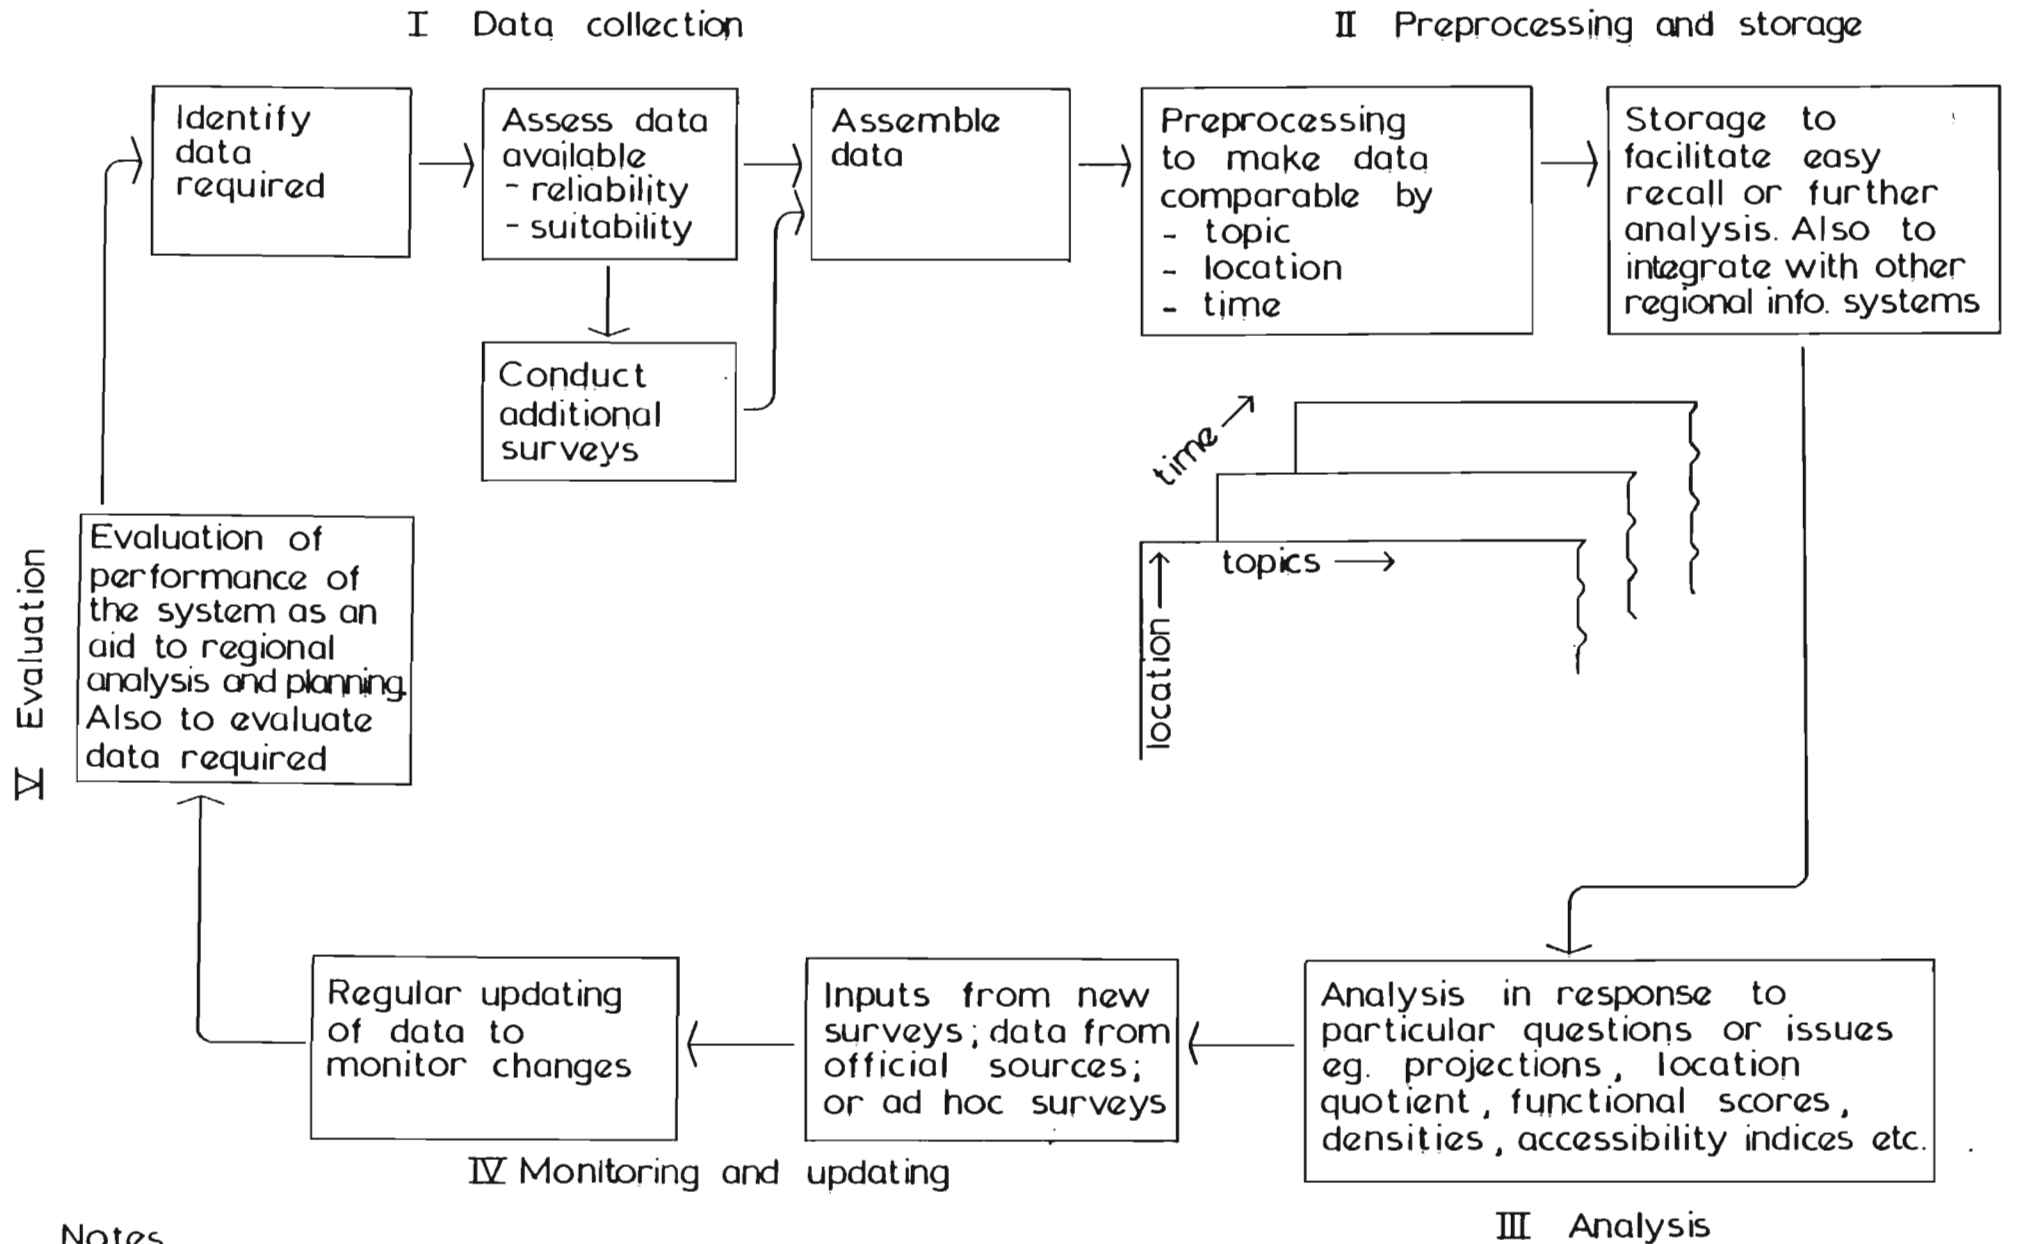 I Data collection
II Preprocessing and storage
Identify
data
required
Assess data
available
- reliability
- suitability
Assemble
data
Preprocessing
to make data
comparable by
- topic
- location
- time
Storage to
facilitate easy
recall or further
analysis. Also to
integrate with other
regional info. systems
Conduct
additional
surveys
time
topics
location
V Evaluation
Evaluation of
performance of
the system as an
aid to regional
analysis and planning.
Also to evaluate
data required
Regular updating
of data to
monitor changes
Inputs from new
surveys; data from
official sources;
or ad hoc surveys
Analysis in response to
particular questions or issues
eg. projections, location
quotient, functional scores,
densities, accessibility indices etc.
IV Monitoring and updating
III Analysis
Notes